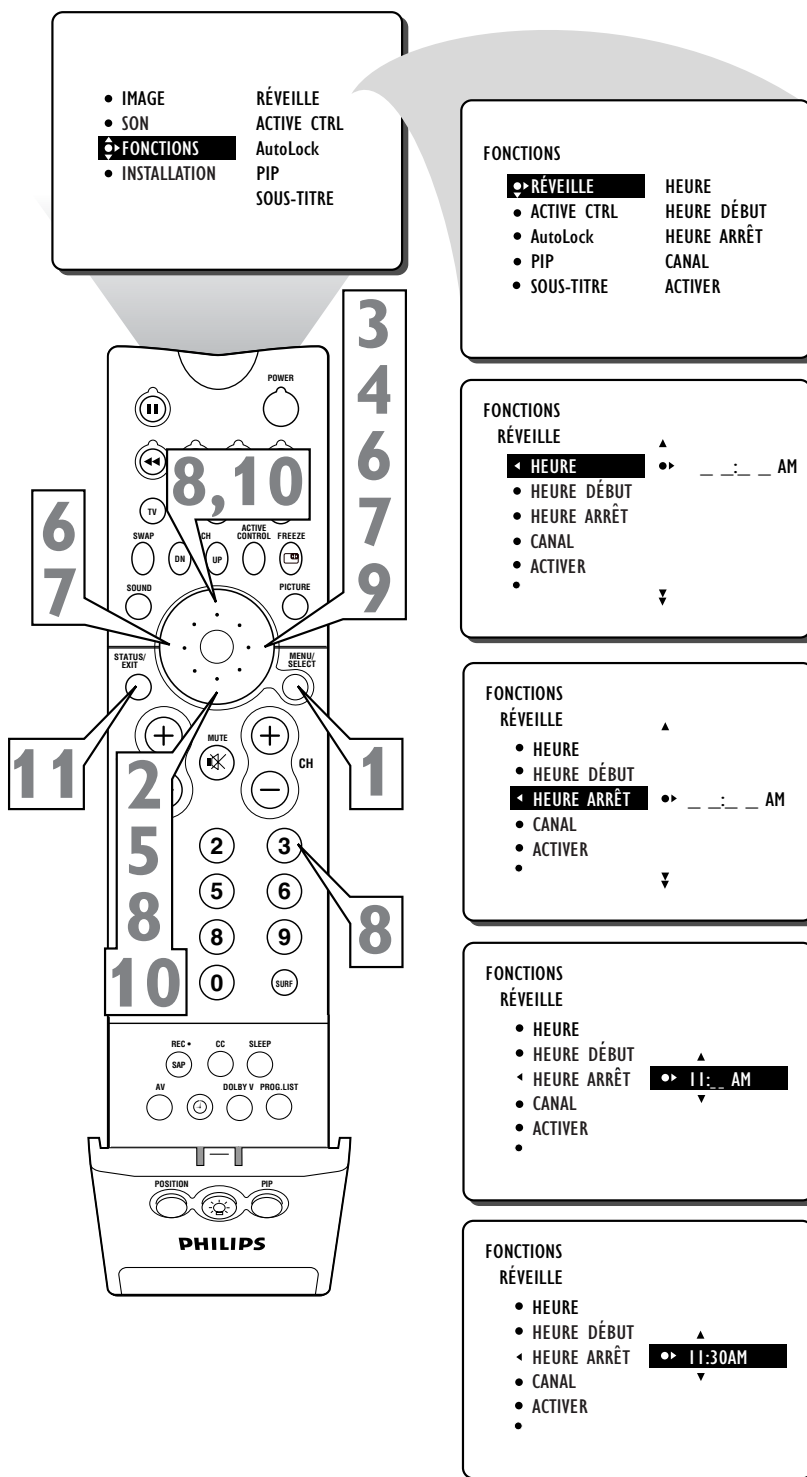 IMAGE RÉVEILLE
SON ACTIVE CTRL
FONCTIONS AutoLock
INSTALLATION PIP
SOUS-TITRE
FONCTIONS
RÉVEILLE HEURE
ACTIVE CTRL HEURE DÉBUT
AutoLock HEURE ARRÊT
PIP CANAL
SOUS-TITRE ACTIVER
FONCTIONS
RÉVEILLE
HEURE _ _:_ _ AM
HEURE DÉBUT
HEURE ARRÊT
CANAL
ACTIVER
FONCTIONS
RÉVEILLE
HEURE
HEURE DÉBUT
HEURE ARRÊT _ _:_ _ AM
CANAL
ACTIVER
FONCTIONS
RÉVEILLE
HEURE
HEURE DÉBUT
HEURE ARRÊT 11:_ _ AM
CANAL
ACTIVER
FONCTIONS
RÉVEILLE
HEURE
HEURE DÉBUT
HEURE ARRÊT 11:30AM
CANAL
ACTIVER
3
4
6
7
9
8,10
6
7
11
2
5
8
10
1
8
POWER
TV
SWAP
DN
CH
UP
ACTIVE
CONTROL
FREEZE
SOUND
PICTURE
STATUS/
EXIT
MENU/
SELECT
MUTE
CH
2 3
5 6
8 9
0 SURF
REC • CC SLEEP
SAP
AV DOLBY V PROG.LIST
POSITION PIP
PHILIPS